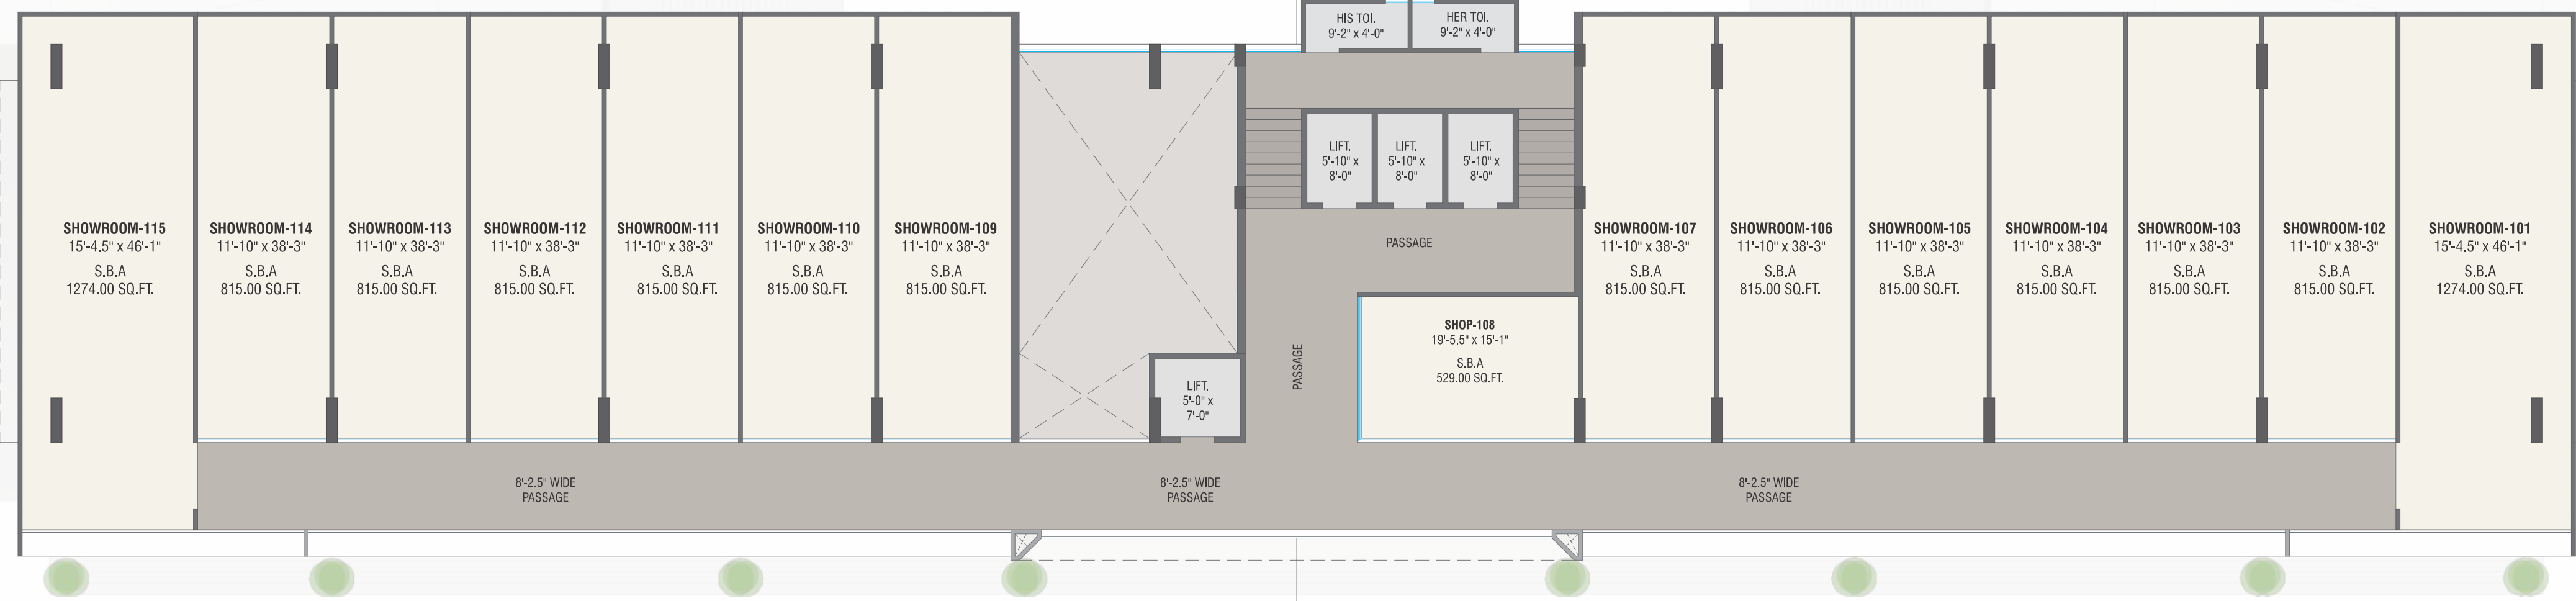 HIS TOI.
9'-2" x 4'-0"
HER TOI.
9'-2" x 4'-0"
LIFT.
5'-10" x
8'-0"
LIFT.
5'-10" x
8'-0"
LIFT.
5'-10" x
8'-0"
SHOWROOM-115
15'-4.5" x 46'-1"
S.B.A
1274.00 SQ.FT.
SHOWROOM-114
11'-10" x 38'-3"
S.B.A
815.00 SQ.FT.
SHOWROOM-113
11'-10" x 38'-3"
S.B.A
815.00 SQ.FT.
SHOWROOM-112
11'-10" x 38'-3"
S.B.A
815.00 SQ.FT.
SHOWROOM-111
11'-10" x 38'-3"
S.B.A
815.00 SQ.FT.
SHOWROOM-110
11'-10" x 38'-3"
S.B.A
815.00 SQ.FT.
SHOWROOM-109
11'-10" x 38'-3"
S.B.A
815.00 SQ.FT.
PASSAGE
SHOWROOM-107
11'-10" x 38'-3"
S.B.A
815.00 SQ.FT.
SHOWROOM-106
11'-10" x 38'-3"
S.B.A
815.00 SQ.FT.
SHOWROOM-105
11'-10" x 38'-3"
S.B.A
815.00 SQ.FT.
SHOWROOM-104
11'-10" x 38'-3"
S.B.A
815.00 SQ.FT.
SHOWROOM-103
11'-10" x 38'-3"
S.B.A
815.00 SQ.FT.
SHOWROOM-102
11'-10" x 38'-3"
S.B.A
815.00 SQ.FT.
SHOWROOM-101
15'-4.5" x 46'-1"
S.B.A
1274.00 SQ.FT.
SHOP-108
19'-5.5" x 15'-1"
S.B.A
529.00 SQ.FT.
PASSAGE
LIFT.
5'-0" x
7'-0"
8'-2.5" WIDE
PASSAGE
8'-2.5" WIDE
PASSAGE
8'-2.5" WIDE
PASSAGE